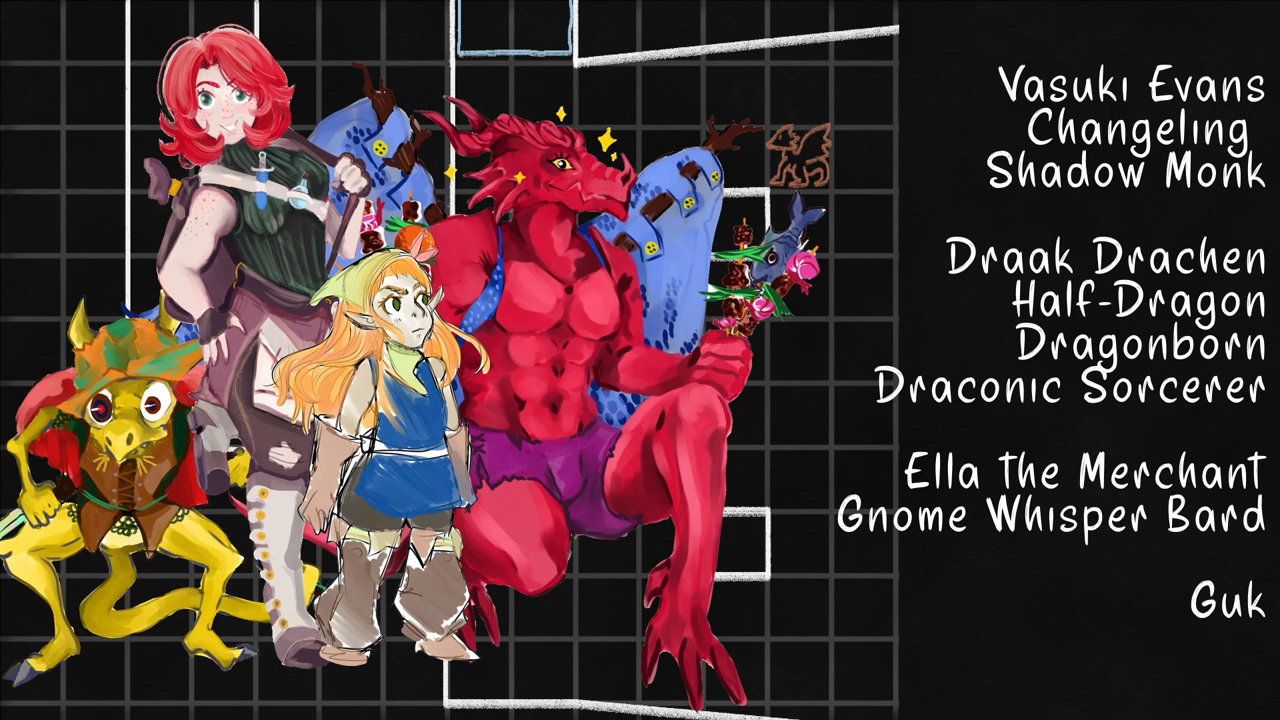 Vasuki Evans
Changeling
Shadow Monk
Draak Drachen
Half-Dragon
Dragonborn
Draconic Sorcerer
Ella the Merchant
Gnome Whisper Bard
Guk